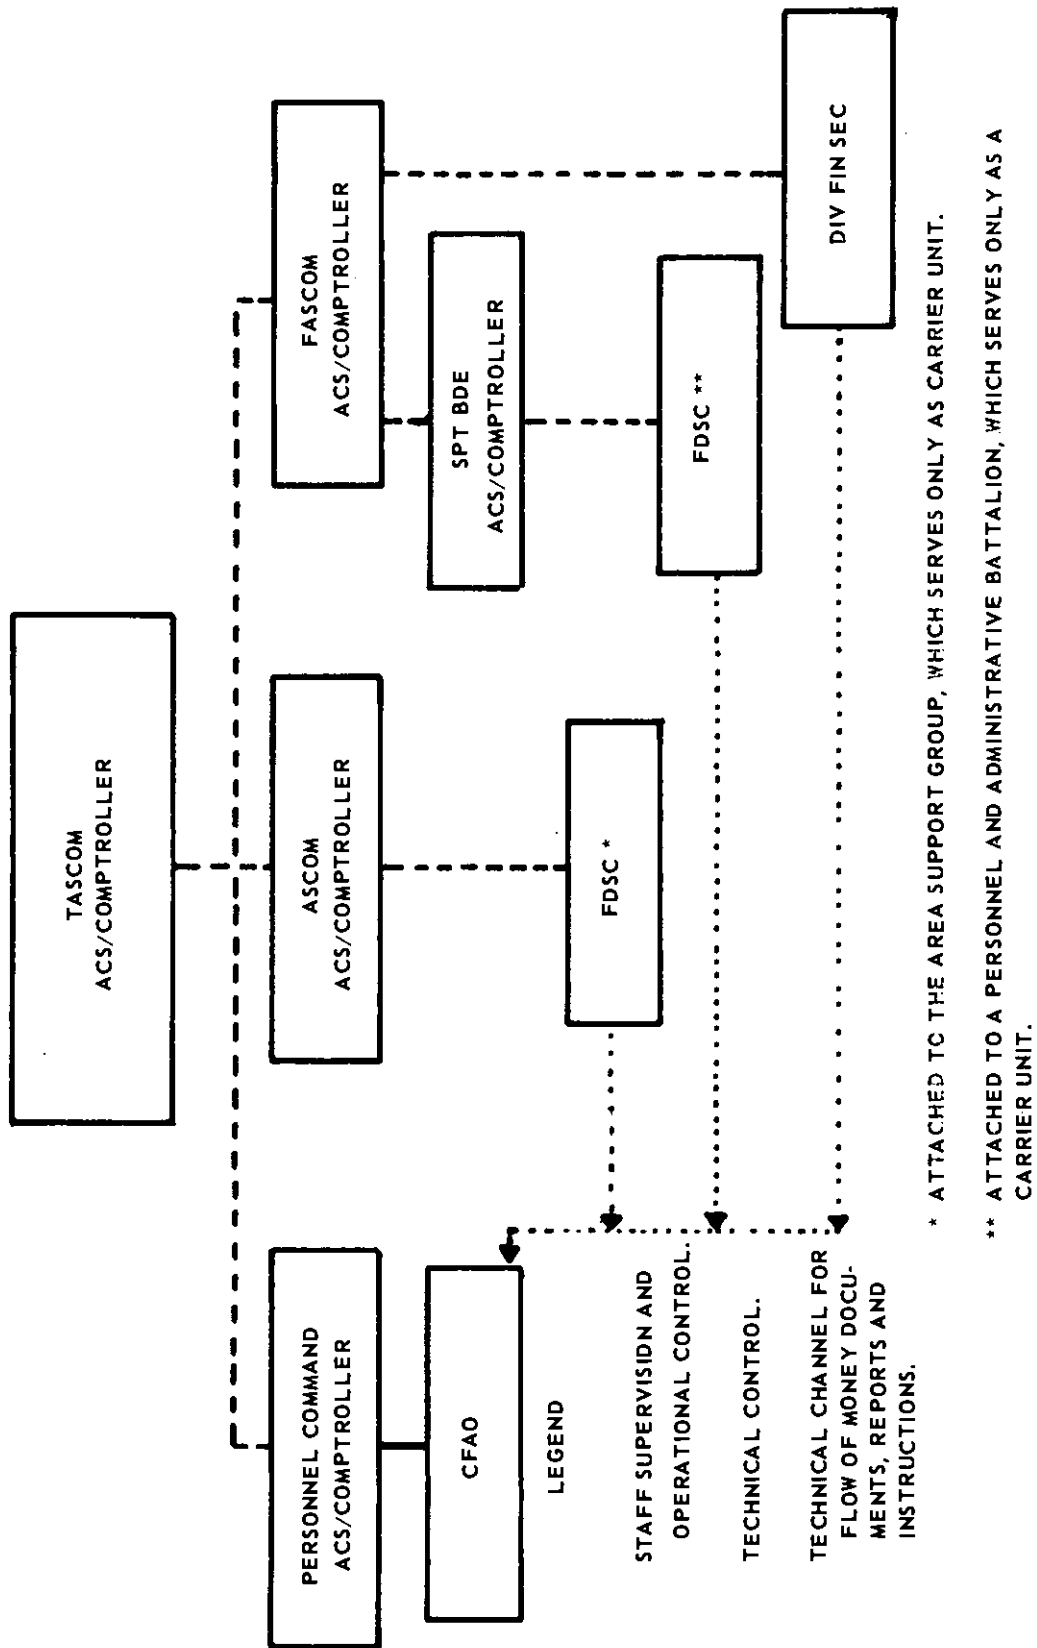 TASCOM
ACS/COMPTROLLER
PERSONNEL COMMAND
ACS/COMPTROLLER
ASCOM
ACS/COMPTROLLER
FASCOM
ACS/COMPTROLLER
CFAO
SPT BDE
ACS/COMPTROLLER
FDSC *
FDSC **
DIV FIN SEC
LEGEND
STAFF SUPERVISION AND
OPERATIONAL CONTROL.
TECHNICAL CONTROL.
TECHNICAL CHANNEL FOR
FLOW OF MONEY DOCU-
MENTS, REPORTS AND
INSTRUCTIONS.
* ATTACHED TO THE AREA SUPPORT GROUP, WHICH SERVES ONLY AS CARRIER UNIT.
** ATTACHED TO A PERSONNEL AND ADMINISTRATIVE BATTALION, WHICH SERVES ONLY AS A
CARRIER UNIT.